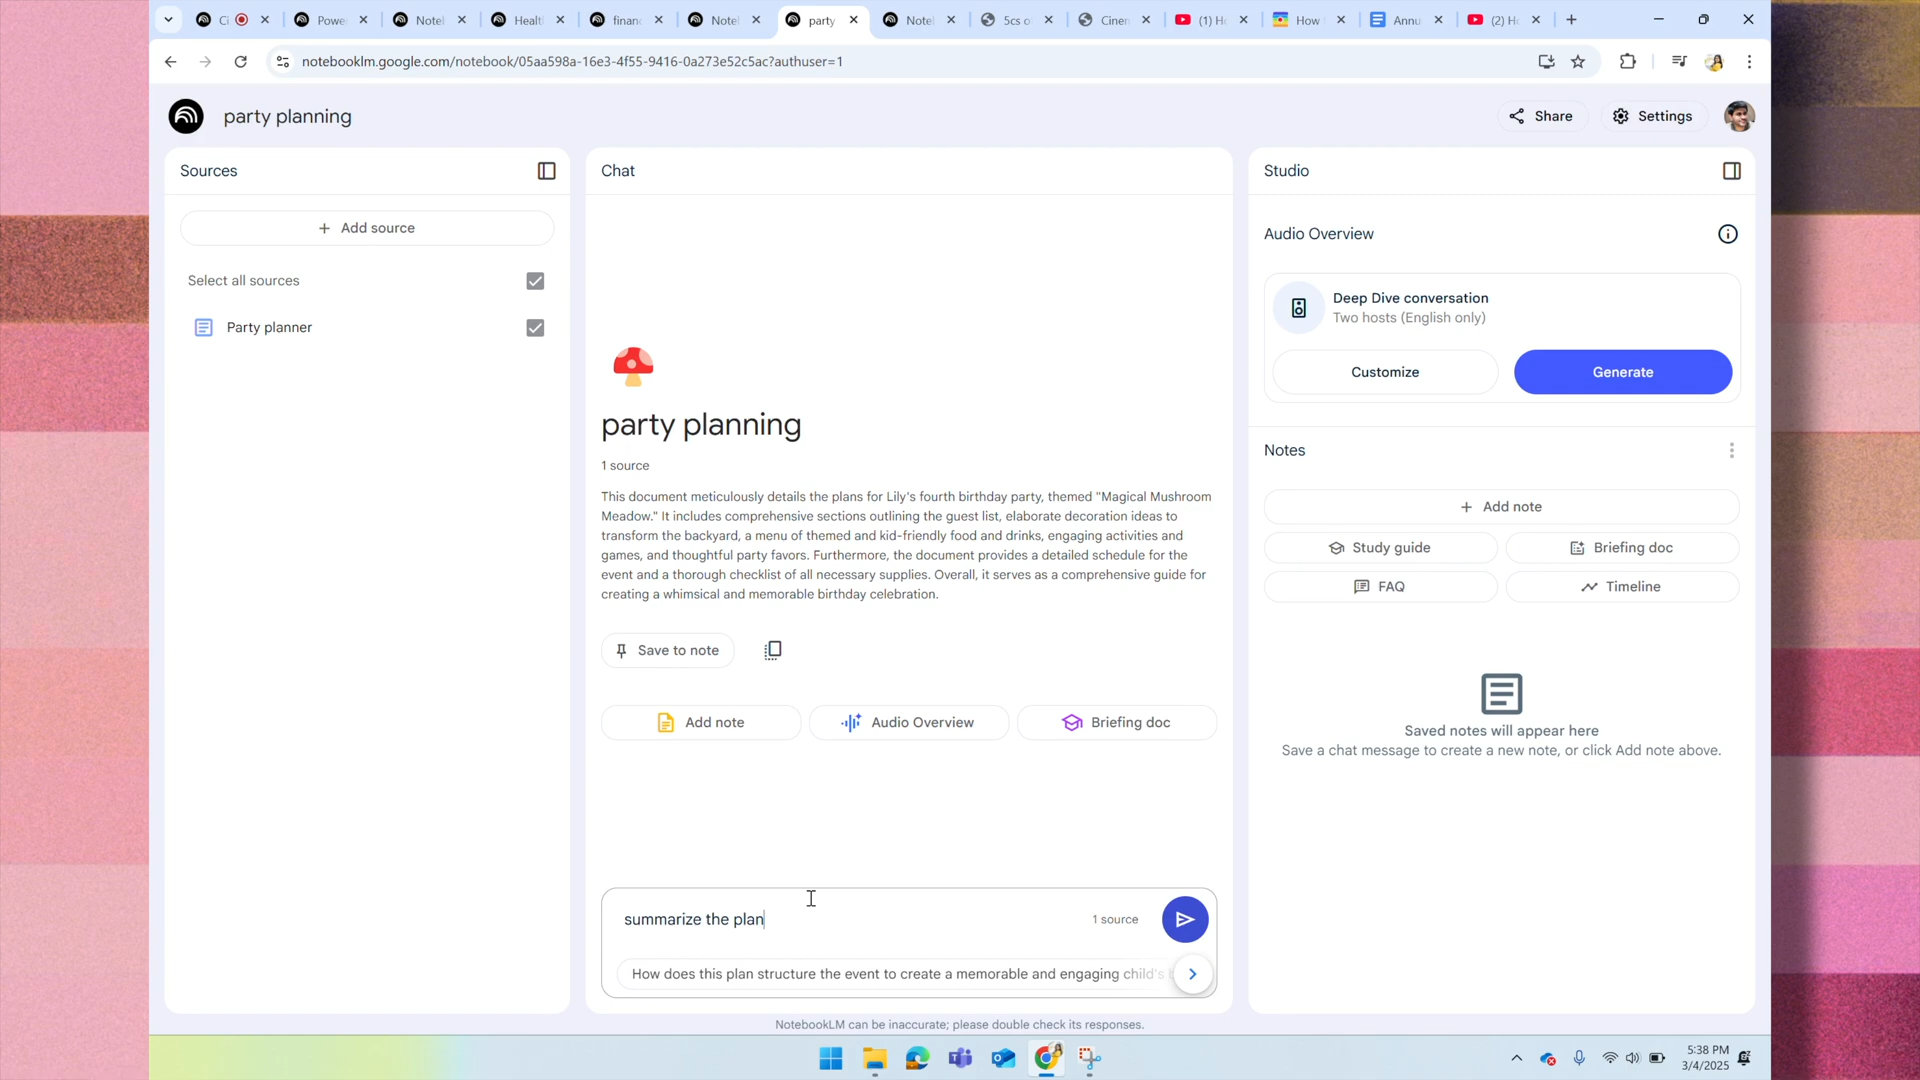 Ci
Powe
Notel
Healt
finan
Notel
party
Notel
5cs o
Cinem
(1) Ho
How
Annu
(2) Ho
notebooklm.google.com/notebook/05aa598a-16e3-4f55-9416-0a273e52c5ac?authuser=1
party planning
Share
Settings
Sources
Add source
Select all sources
Party planner
Chat
party planning
1 source
This document meticulously details the plans for Lily's fourth birthday party, themed "Magical Mushroom
Meadow." It includes comprehensive sections outlining the guest list, elaborate decoration ideas to
transform the backyard, a menu of themed and kid-friendly food and drinks, engaging activities and
games, and thoughtful party favors. Furthermore, the document provides a detailed schedule for the
event and a thorough checklist of all necessary supplies. Overall, it serves as a comprehensive guide for
creating a whimsical and memorable birthday celebration.
Save to note
Add note
Audio Overview
Briefing doc
summarize the plan
1 source
How does this plan structure the event to create a memorable and engaging child's
NotebookLM can be inaccurate; please double check its responses.
Studio
Audio Overview
Deep Dive conversation
Two hosts (English only)
Customize
Generate
Notes
Add note
Study guide
Briefing doc
FAQ
Timeline
Saved notes will appear here
Save a chat message to create a new note, or click Add note above.
5:38 PM
3/4/2025